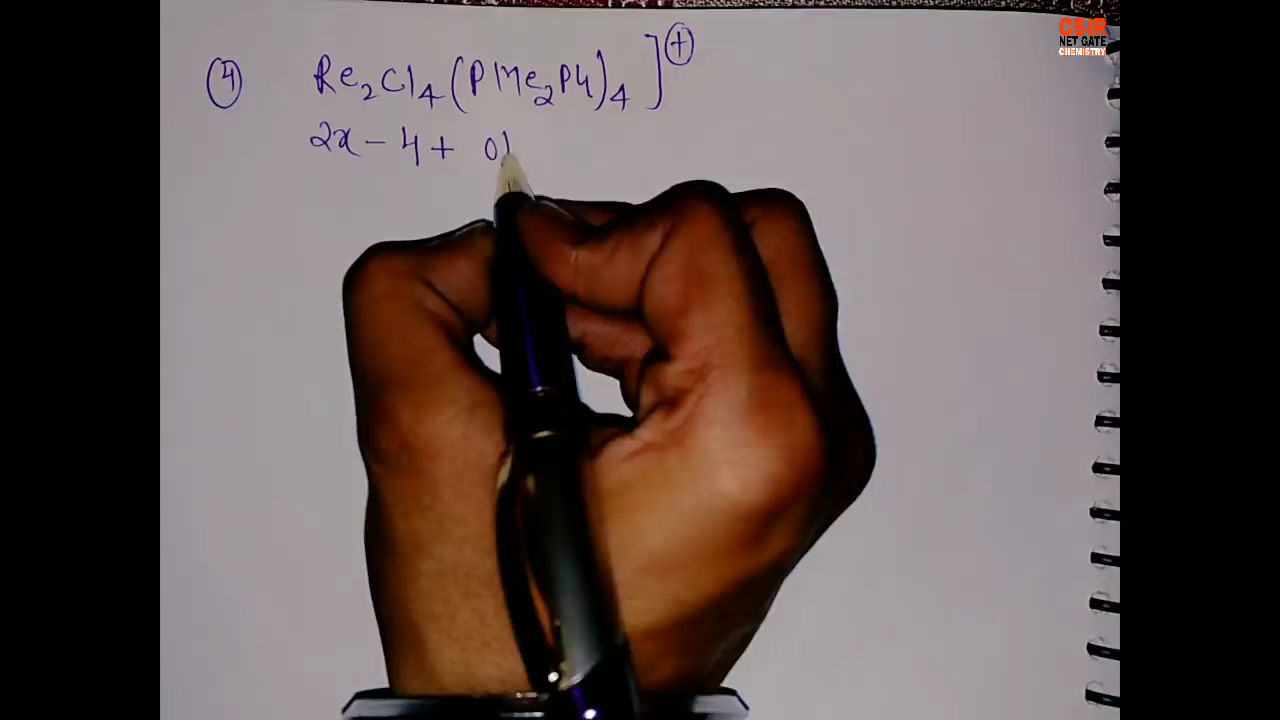 ④ Re₂Cl₄(PMe₂Ph)₄]⊕
2x - 4 + 0
CSIR
NET GATE
CHEMISTRY